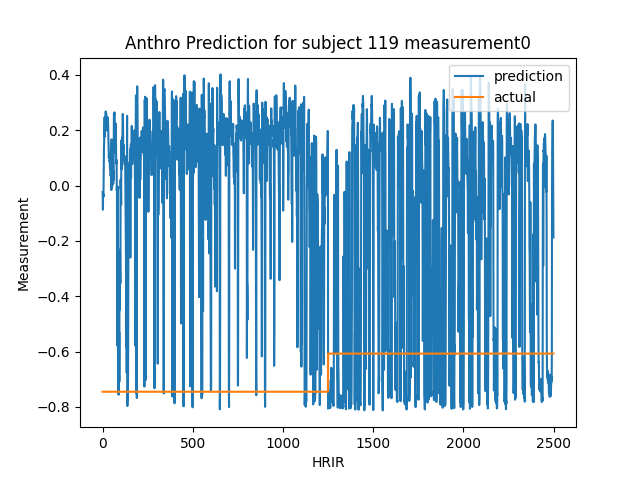 Anthro Prediction for subject 119 measurement0
prediction
actual
0.4
0.2
0.0
−0.2
−0.4
−0.6
−0.8
Measurement
0
500
1000
1500
2000
2500
HRIR